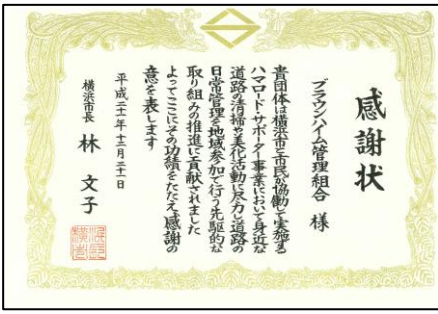 感謝状
ブラウンハイム管理組合 様
貴団体は横浜市と市民が協働して実施する
ハマロードサポーター事業において身近な
道路の清掃や美化活動に尽力し道路の
日常管理を地域参加で行う先駆的な
取り組みの推進に貢献されました
よってここにその功績をたたえ感謝の
意を表します
平成二十一年十二月二十一日
横浜市長 林 文子